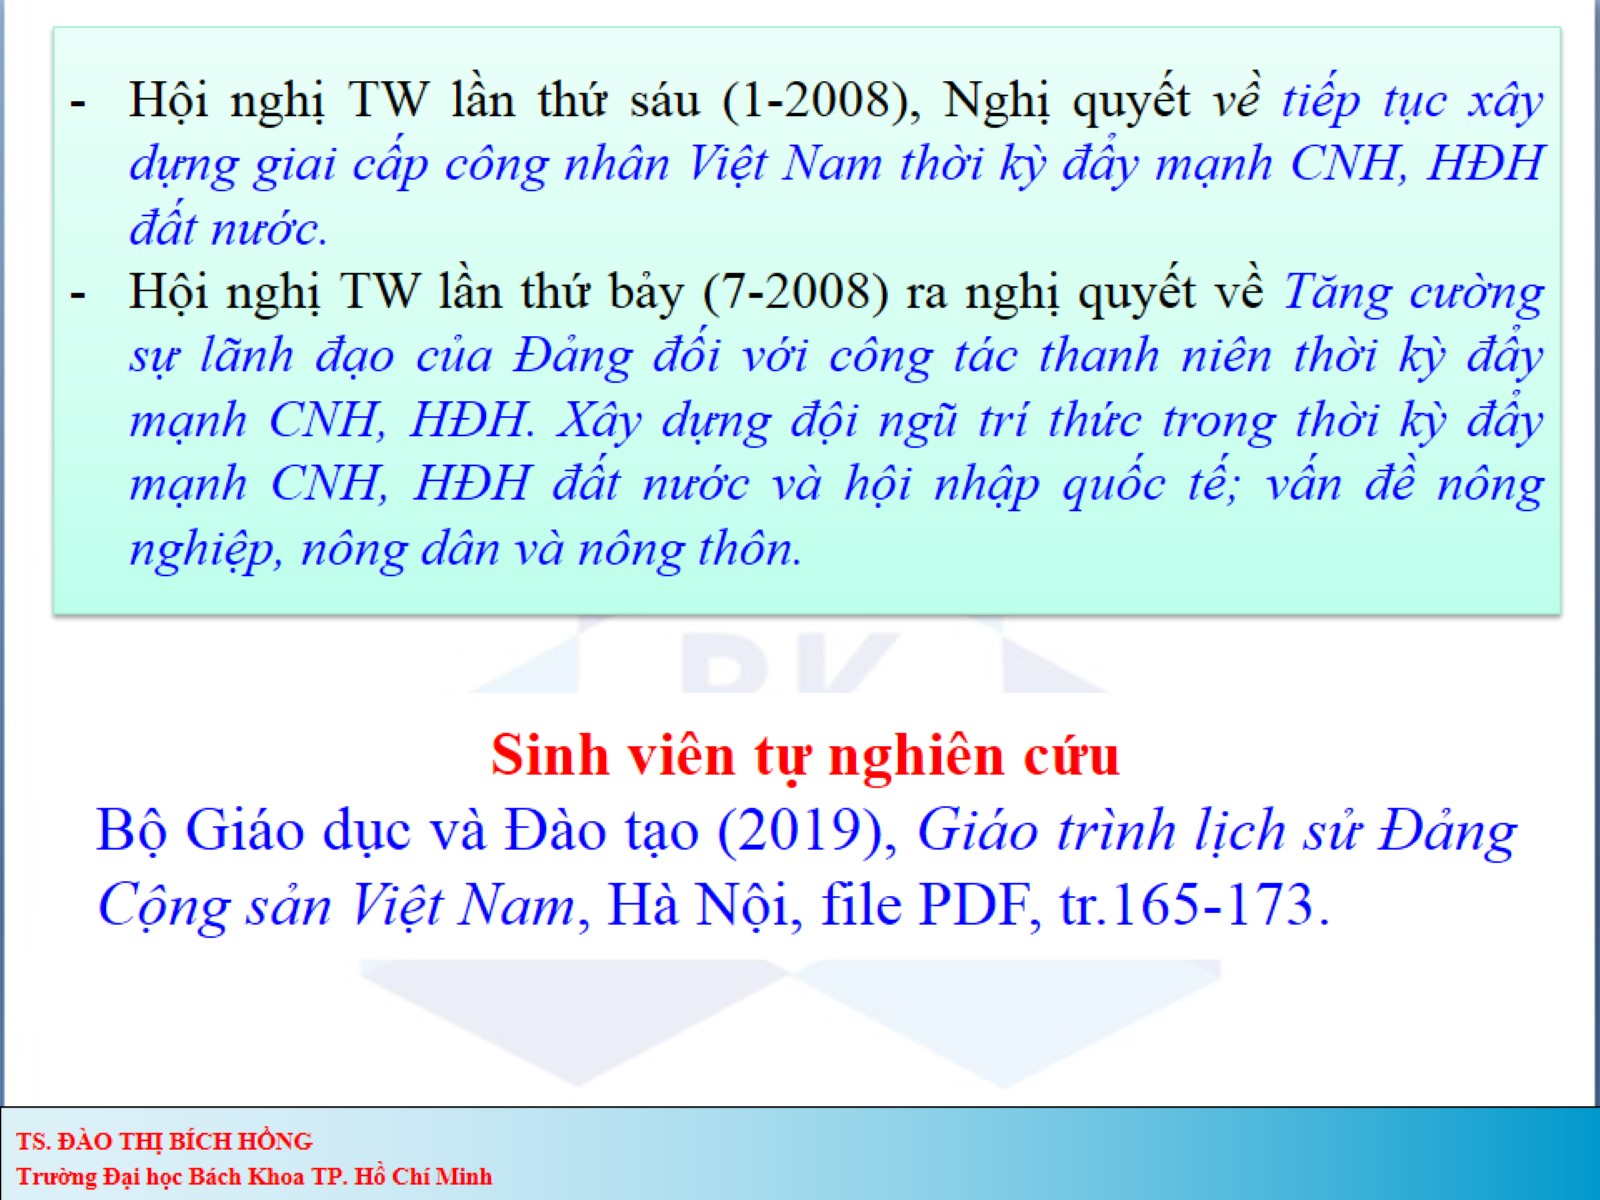 - Hội nghị TW lần thứ sáu (1-2008), Nghị quyết về tiếp tục xây
dựng giai cấp công nhân Việt Nam thời kỳ đẩy mạnh CNH, HĐH
đất nước.
- Hội nghị TW lần thứ bảy (7-2008) ra nghị quyết về Tăng cường
sự lãnh đạo của Đảng đối với công tác thanh niên thời kỳ đẩy
mạnh CNH, HĐH. Xây dựng đội ngũ trí thức trong thời kỳ đẩy
mạnh CNH, HĐH đất nước và hội nhập quốc tế; vấn đề nông
nghiệp, nông dân và nông thôn.
BK
Sinh viên tự nghiên cứu
Bộ Giáo dục và Đào tạo (2019), Giáo trình lịch sử Đảng
Cộng sản Việt Nam, Hà Nội, file PDF, tr.165-173.
TS. ĐÀO THỊ BÍCH HỒNG
Trường Đại học Bách Khoa TP. Hồ Chí Minh